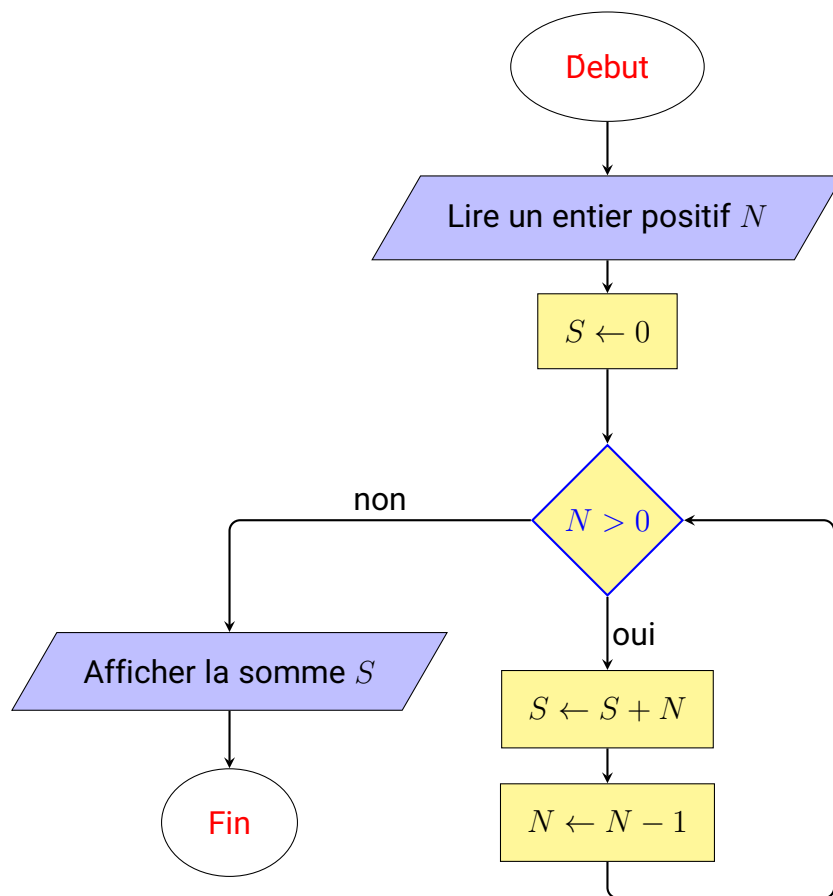 Debut
Lire un entier positif N
S ← 0
N > 0
non
oui
Afficher la somme S
S ← S + N
Fin
N ← N − 1